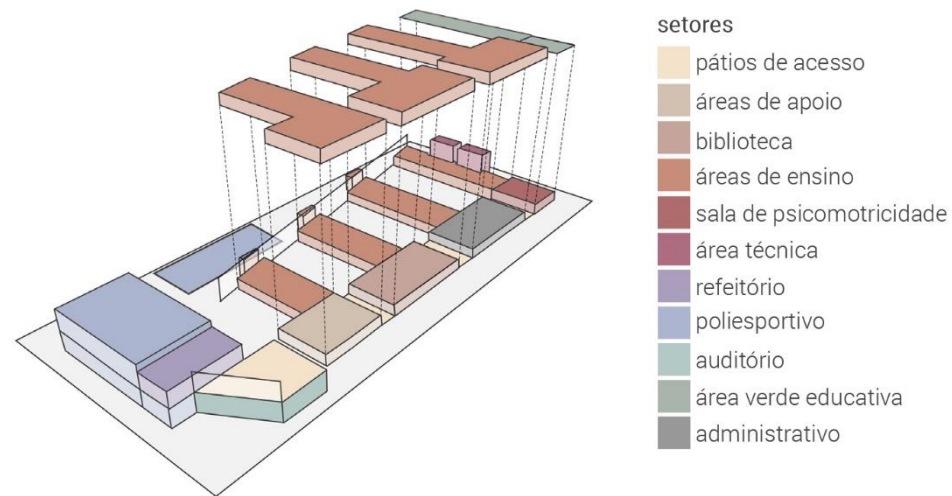 setores
pátios de acesso
áreas de apoio
biblioteca
áreas de ensino
sala de psicomotricidade
área técnica
refeitório
poliesportivo
auditório
área verde educativa
administrativo